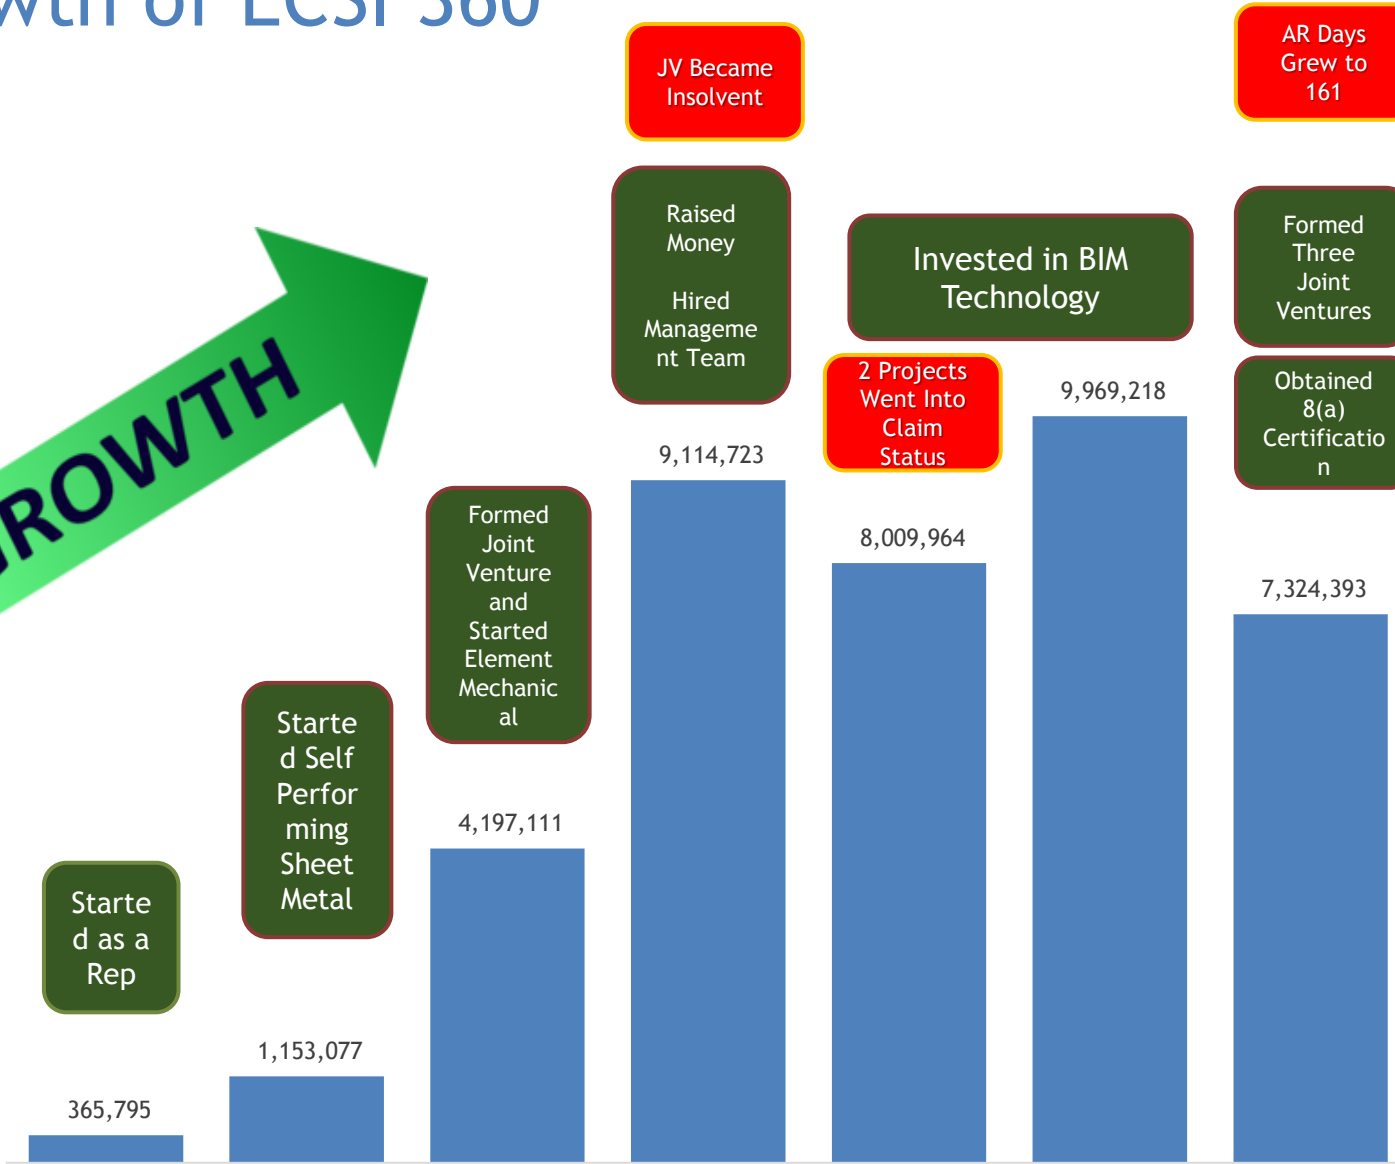 wth of ECSI 360
JV Became
Insolvent
AR Days
Grew to
161
Raised
Money
Hired
Manageme
nt Team
Invested in BIM
Technology
Formed
Three
Joint
Ventures
2 Projects
Went Into
Claim
Status
Obtained
8(a)
Certificatio
n
ROWTH
Formed
Joint
Venture
and
Started
Element
Mechanic
al
Starte
d Self
Perfor
ming
Sheet
Metal
Starte
d as a
Rep
365,795
1,153,077
4,197,111
9,114,723
8,009,964
9,969,218
7,324,393